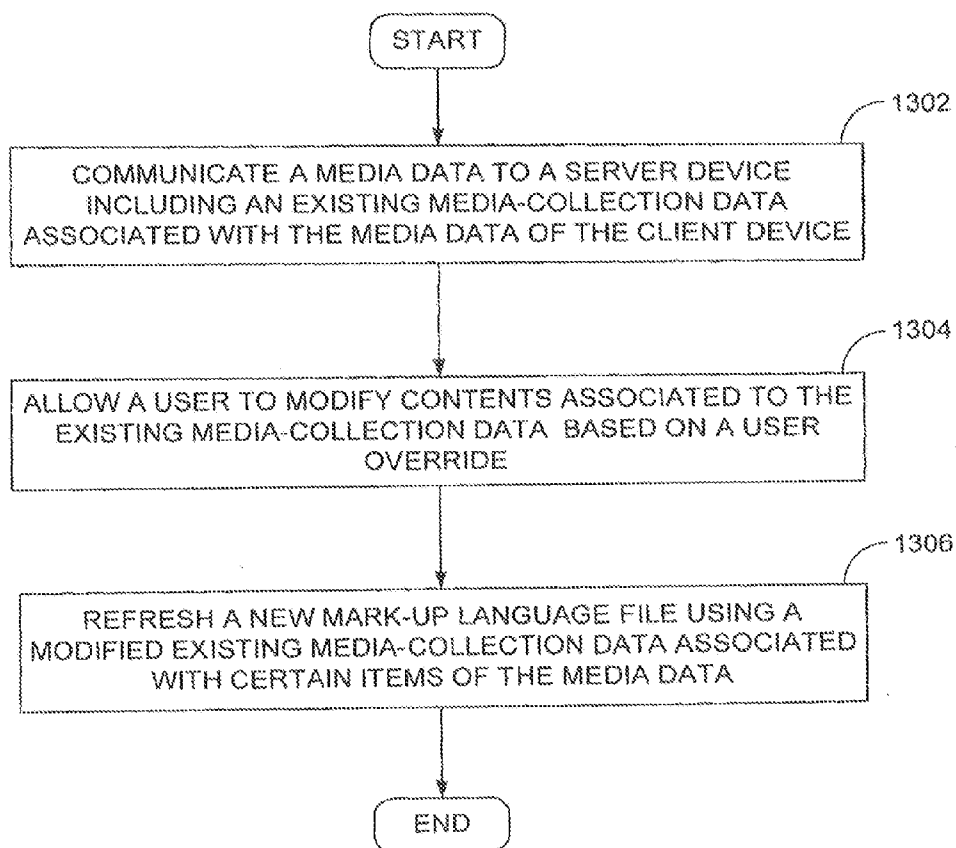 START
1302
COMMUNICATE A MEDIA DATA TO A SERVER DEVICE
INCLUDING AN EXISTING MEDIA-COLLECTION DATA
ASSOCIATED WITH THE MEDIA DATA OF THE CLIENT DEVICE
1304
ALLOW A USER TO MODIFY CONTENTS ASSOCIATED TO THE
EXISTING MEDIA-COLLECTION DATA BASED ON A USER
OVERRIDE
1306
REFRESH A NEW MARK-UP LANGUAGE FILE USING A
MODIFIED EXISTING MEDIA-COLLECTION DATA ASSOCIATED
WITH CERTAIN ITEMS OF THE MEDIA DATA
END